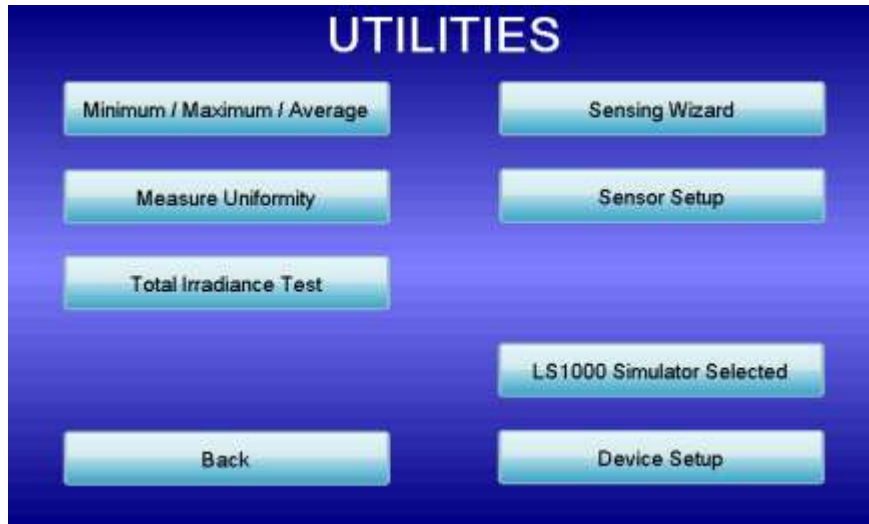 UTILITIES
Minimum / Maximum / Average
Sensing Wizard
Measure Uniformity
Sensor Setup
Total Irradiance Test
LS1000 Simulator Selected
Back
Device Setup